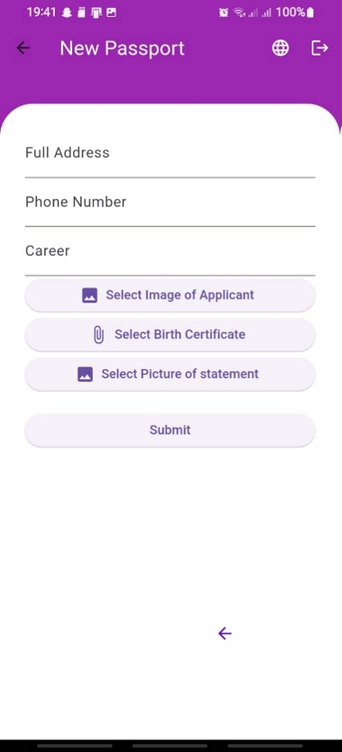 19:41 100%
New Passport
Full Address
Phone Number
Career
Select Image of Applicant
Select Birth Certificate
Select Picture of statement
Submit